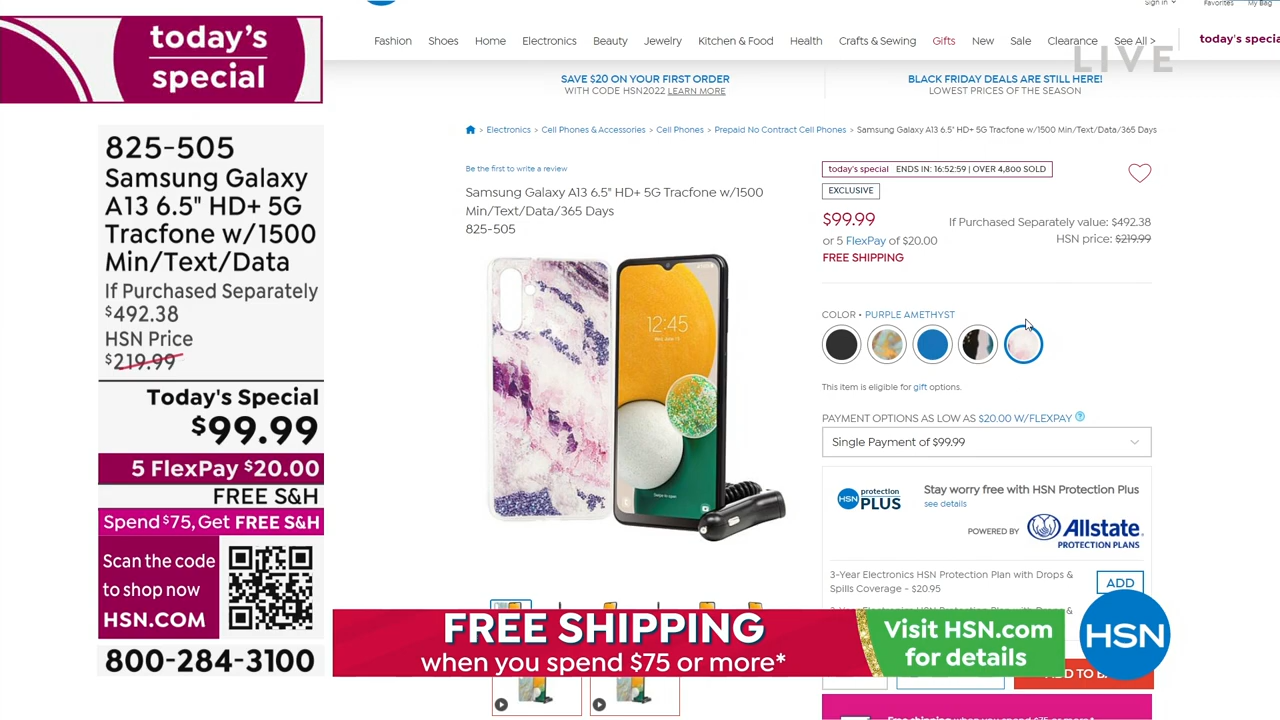 today's
special
825-505
Samsung Galaxy
A13 6.5" HD+ 5G
Tracfone w/1500
Min/Text/Data
If Purchased Separately
$492.38
HSN Price
$219.99
Today's Special
$99.99
5 FlexPay $20.00
FREE S&H
Spend $75, Get FREE S&H
Scan the code
to shop now
HSN.COM
800-284-3100
Sign In
Favorites
My Bag
Fashion Shoes Home Electronics Beauty Jewelry Kitchen & Food Health Crafts & Sewing Gifts New Sale Clearance See All >
today's specia
LIVE
SAVE $20 ON YOUR FIRST ORDER
WITH CODE HSN2022 LEARN MORE
BLACK FRIDAY DEALS ARE STILL HERE!
LOWEST PRICES OF THE SEASON
> Electronics > Cell Phones & Accessories > Cell Phones > Prepaid No Contract Cell Phones > Samsung Galaxy A13 6.5" HD+ 5G Tracfone w/1500 Min/Text/Data/365 Days
Be the first to write a review
Samsung Galaxy A13 6.5" HD+ 5G Tracfone w/1500
Min/Text/Data/365 Days
825-505
12:45
today's special ENDS IN: 16:52:59 | OVER 4,800 SOLD
EXCLUSIVE
$99.99
If Purchased Separately value: $492.38
or 5 FlexPay of $20.00
HSN price: $219.99
FREE SHIPPING
COLOR • PURPLE AMETHYST
This item is eligible for gift options.
PAYMENT OPTIONS AS LOW AS $20.00 W/FLEXPAY ?
Single Payment of $99.99
HSN protection
PLUS
Stay worry free with HSN Protection Plus
see details
POWERED BY Allstate
PROTECTION PLANS
3-Year Electronics HSN Protection Plan with Drops &
Spills Coverage - $20.95
ADD
FREE SHIPPING
when you spend $75 or more*
Visit HSN.com
for details
HSN